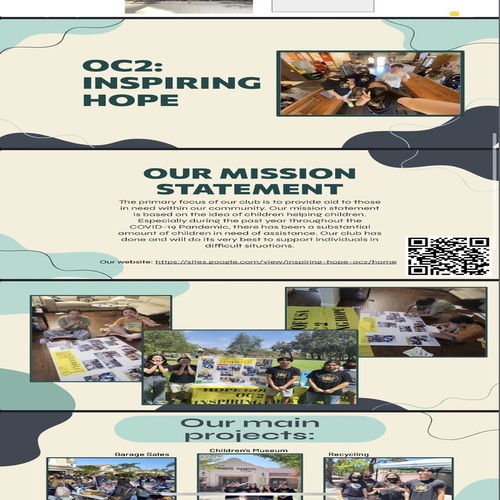 OC2:
INSPIRING
HOPE
OUR MISSION
STATEMENT
The primary focus of our club is to provide aid to those
in need within our community. Our mission statement
is based on the idea of children helping children.
Especially during the past year throughout the
COVID-19 Pandemic, there has been a substantial
amount of children in need of assistance. Our club has
done and will do its very best to support individuals in
difficult situations.
Our website: https://sites.google.com/view/inspiring-hope-oc2/home
OC2
INSPIRING
Our main
projects:
Garage Sales
Children's Museum
Recycling